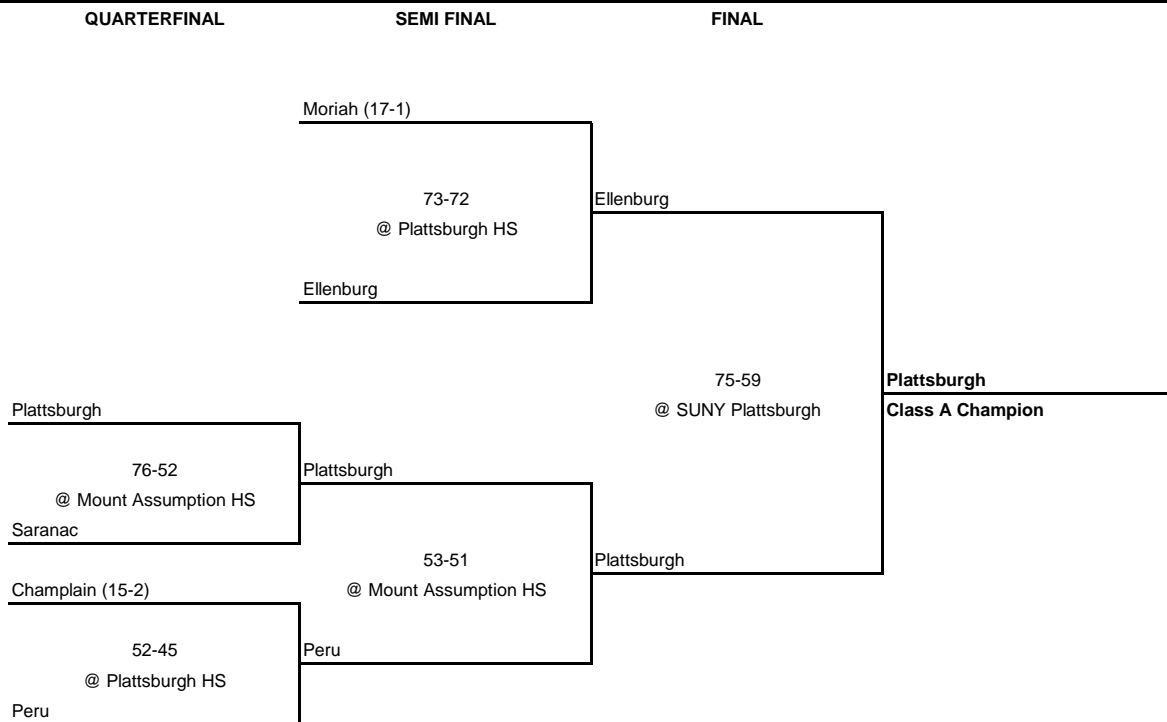 QUARTERFINAL SEMI FINAL FINAL
Moriah (17-1)
73-72 Ellenburg
@ Plattsburgh HS
Ellenburg
75-59 Plattsburgh
Plattsburgh @ SUNY Plattsburgh Class A Champion
76-52 Plattsburgh
@ Mount Assumption HS
Saranac
53-51 Plattsburgh
Champlain (15-2) @ Mount Assumption HS
52-45 Peru
@ Plattsburgh HS
Peru